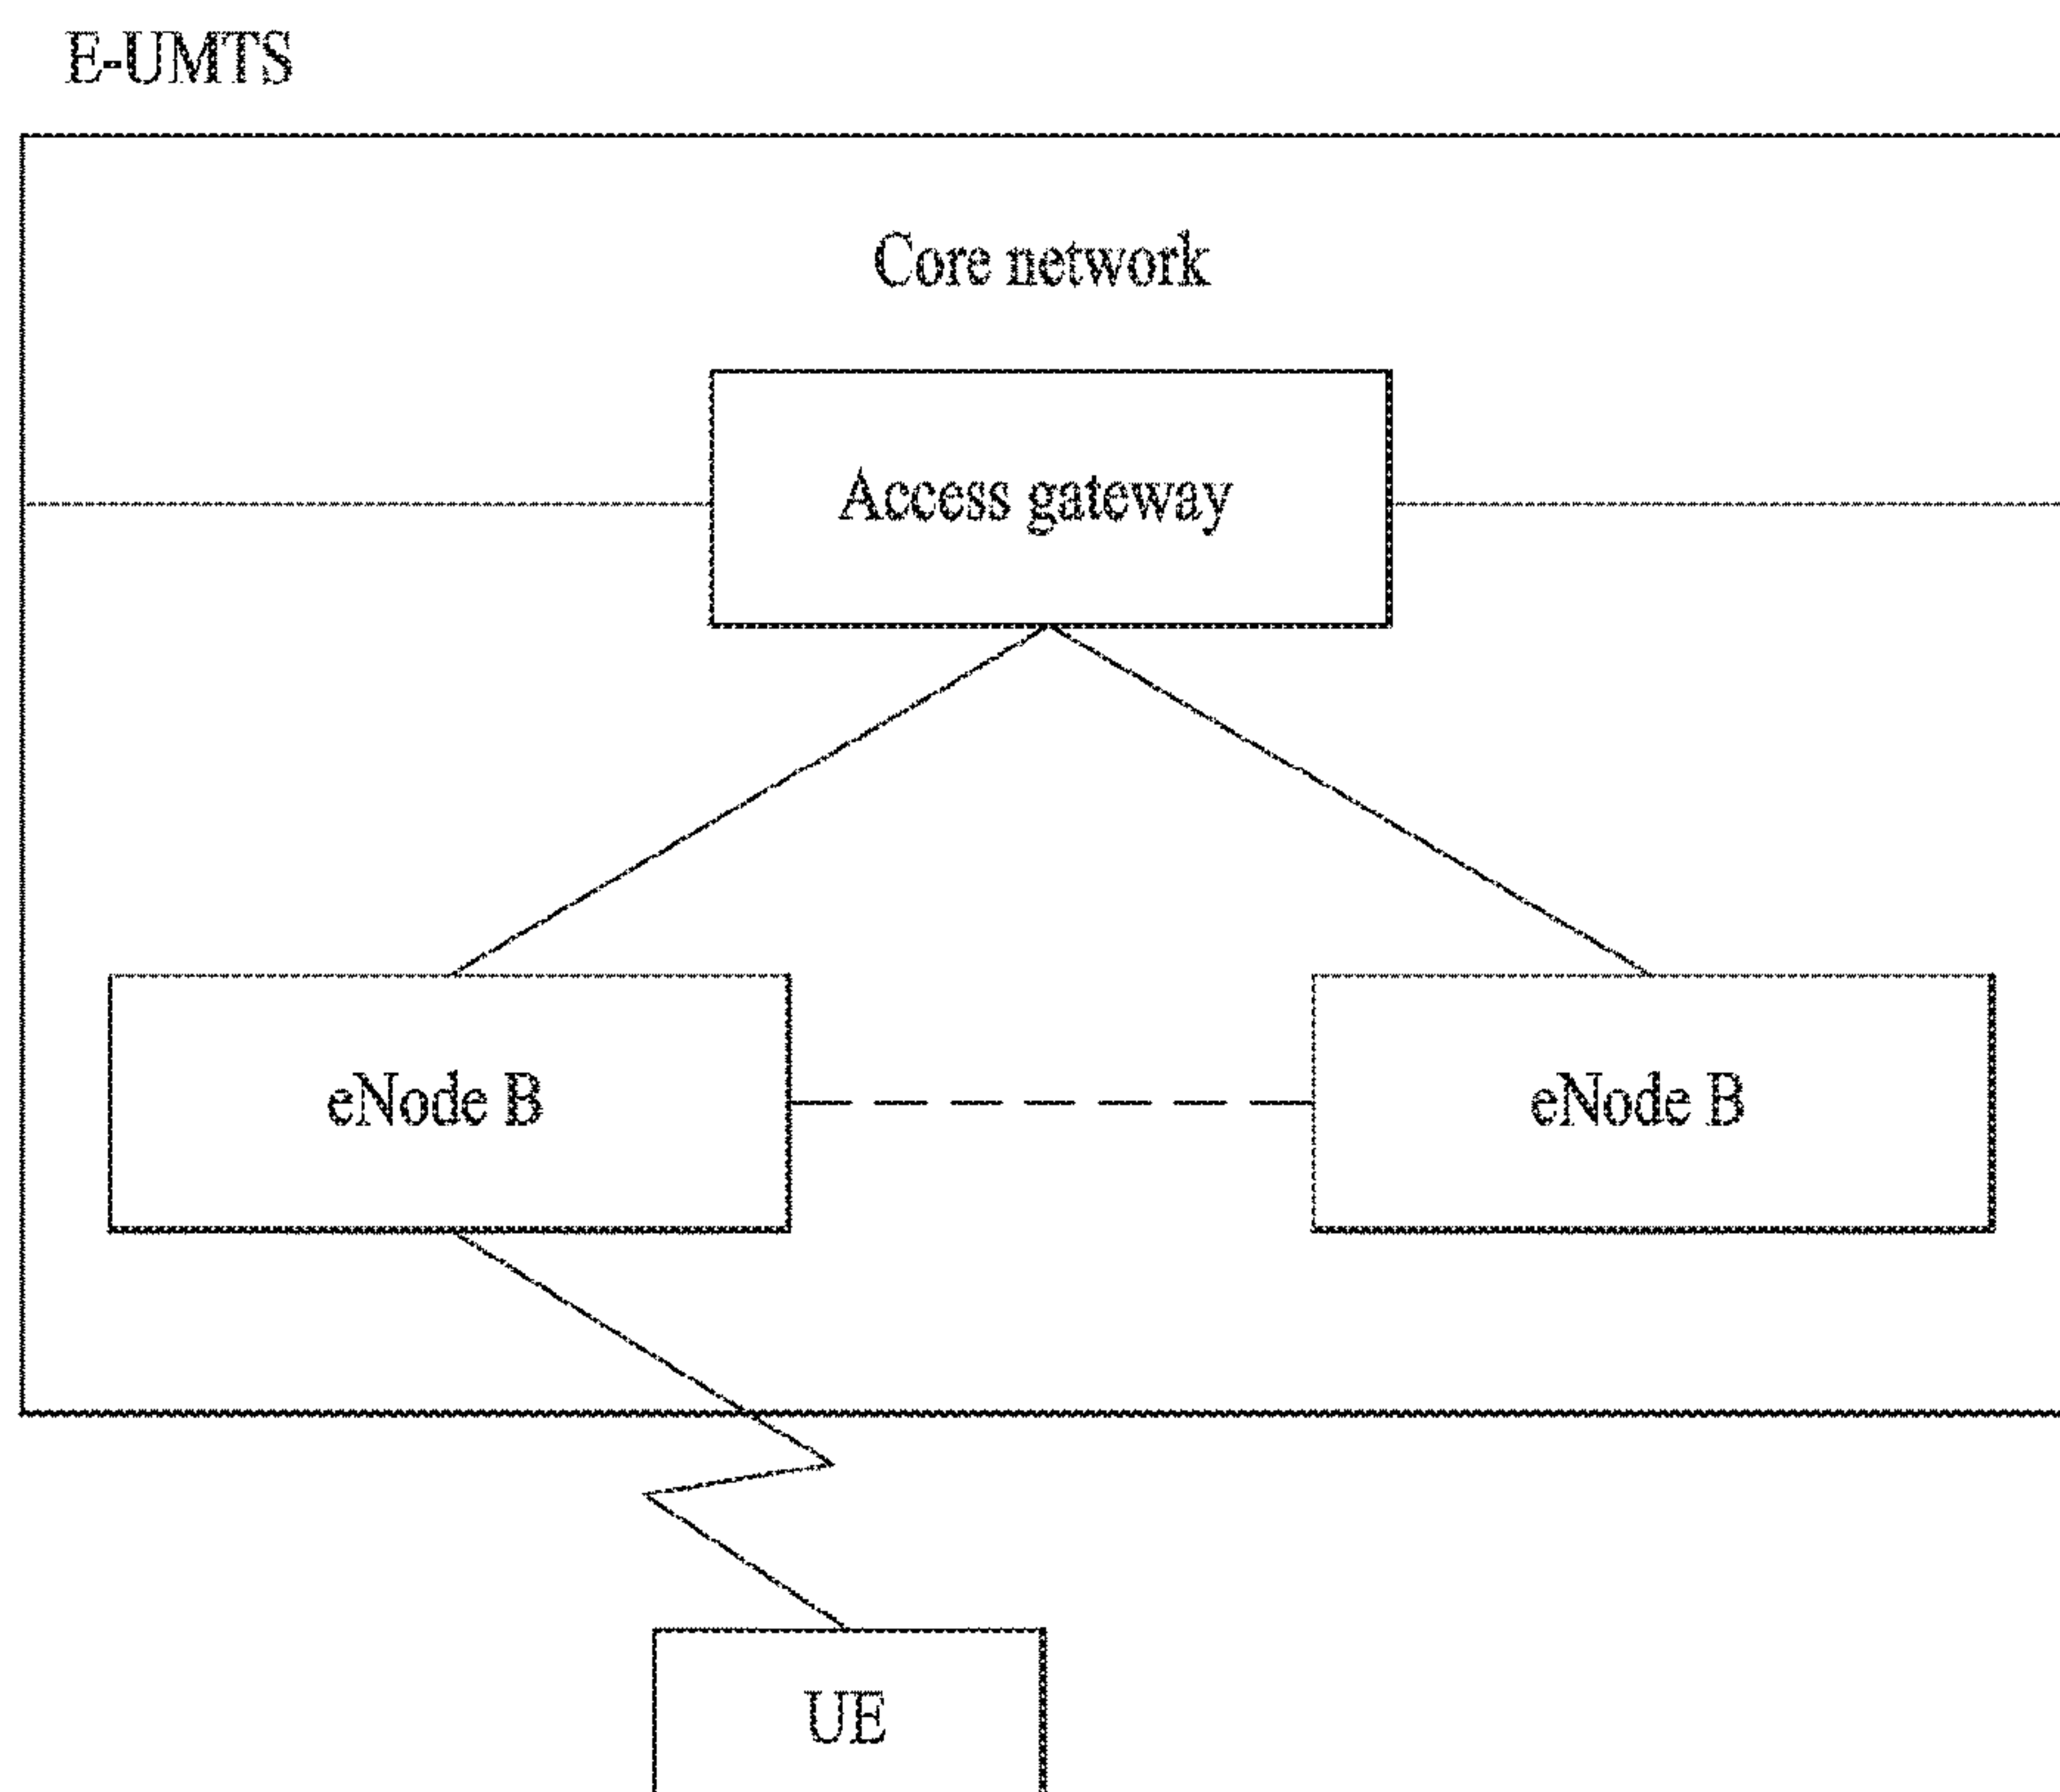 E-UMTS
Core network
Access gateway
eNode B
eNode B
UE